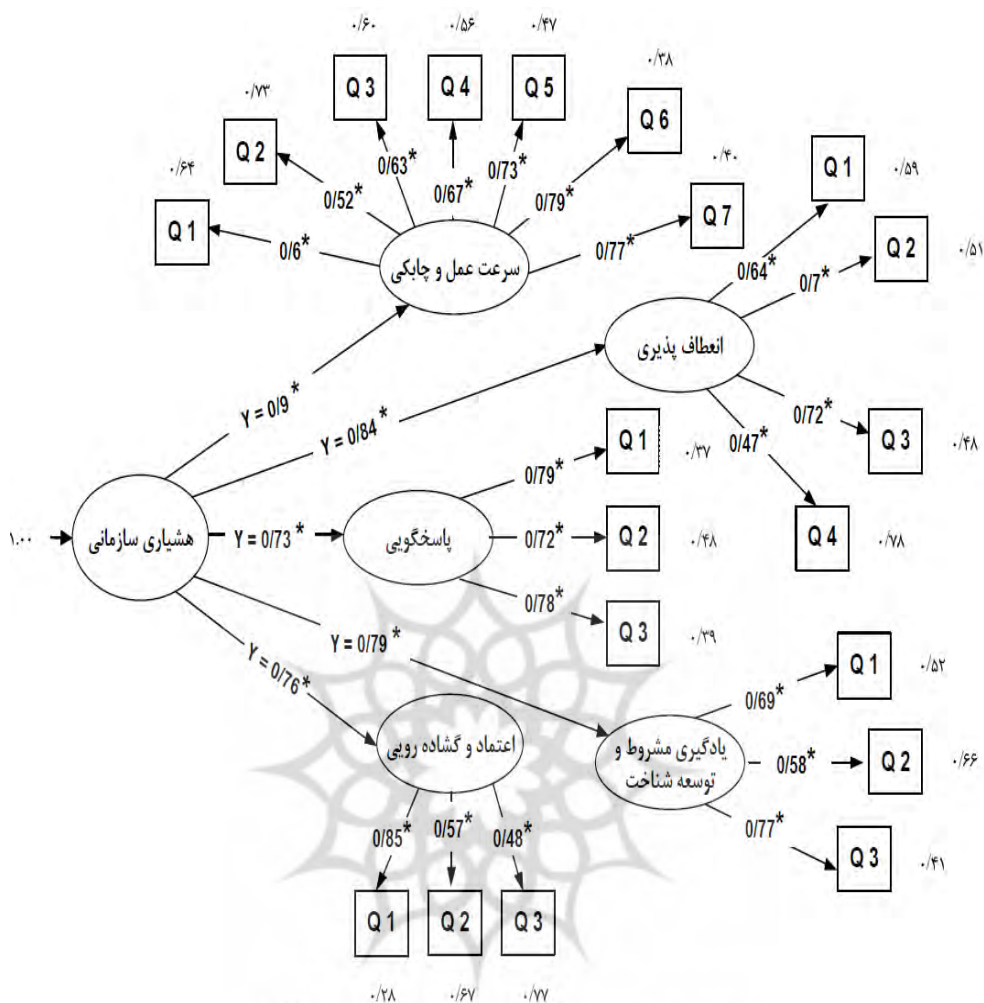 ۰/۶۰
۰/۵۶
۰/۴۷
۰/۳۸
Q 3
Q 4
Q 5
Q 6
۰/۷۳
Q 2
۰/۶۴
Q 1
0/6*
0/52*
0/63*
0/67*
0/73*
0/79*
0/77*
۰/۴۰
Q 7
سرعت عمل و چابکی
Q 1
۰/۵۹
Q 2
۰/۵۱
0/64*
0/7*
انعطاف پذیری
0/72*
0/47*
Q 3
۰/۴۸
Q 4
۰/۷۸
Y = 0/9 *
Y = 0/84 *
۱.۰۰
هشیاری سازمانی
Y = 0/73 *
پاسخگویی
0/79*
0/72*
0/78*
Q 1
۰/۳۷
Q 2
۰/۴۸
Q 3
۰/۳۹
Y = 0/79 *
Y = 0/76 *
اعتماد و گشاده رویی
یادگیری مشروط و
توسعه شناخت
0/69*
0/58*
0/77*
Q 1
۰/۵۲
Q 2
۰/۶۶
Q 3
۰/۴۱
0/85*
0/57*
0/48*
Q 1
Q 2
Q 3
۰/۲۸
۰/۶۷
۰/۷۷